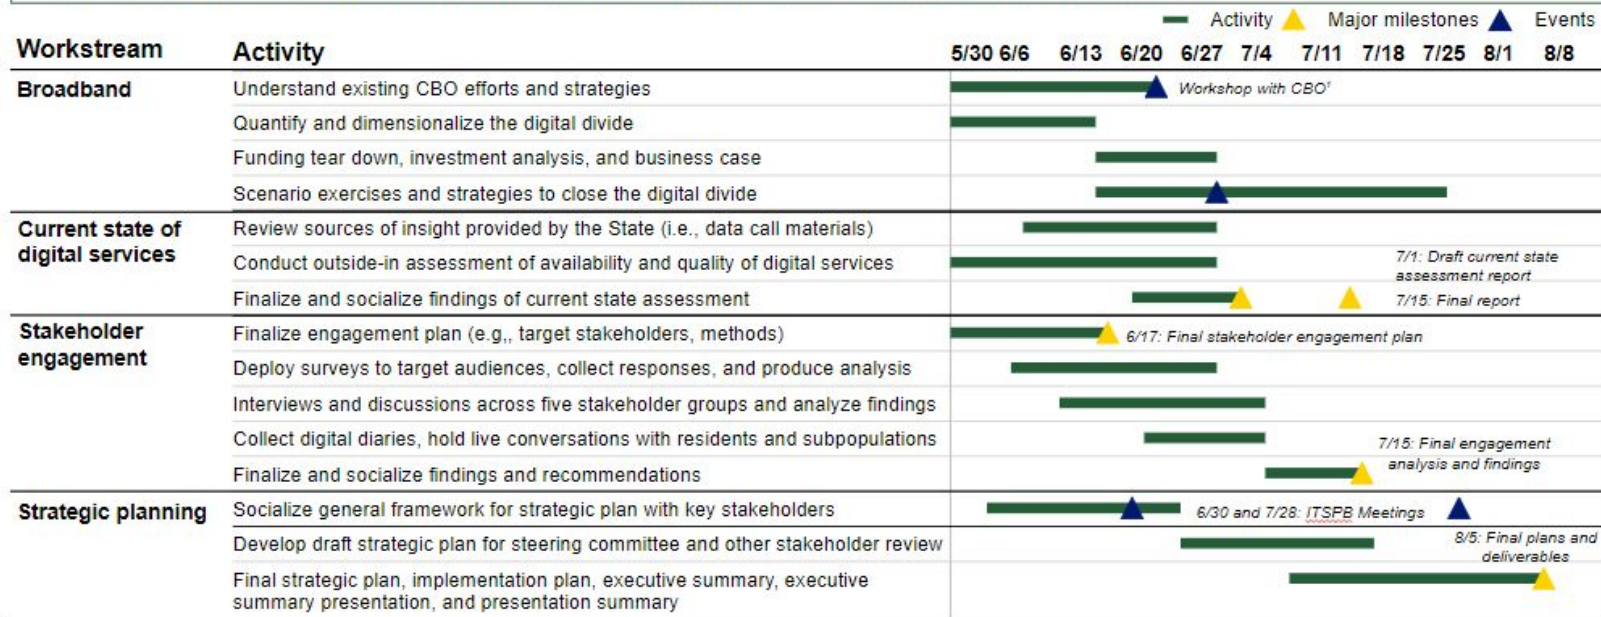 Activity Major milestones Events
Workstream Activity 5/30 6/6 6/13 6/20 6/27 7/4 7/11 7/18 7/25 8/1 8/8
Broadband Understand existing CBO efforts and strategies Workshop with CBO¹
Quantify and dimensionalize the digital divide
Funding tear down, investment analysis, and business case
Scenario exercises and strategies to close the digital divide
Current state of
digital services
Review sources of insight provided by the State (i.e., data call materials)
Conduct outside-in assessment of availability and quality of digital services
7/1: Draft current state
assessment report
Finalize and socialize findings of current state assessment
7/15: Final report
Stakeholder
engagement
Finalize engagement plan (e.g,, target stakeholders, methods)
6/17: Final stakeholder engagement plan
Deploy surveys to target audiences, collect responses, and produce analysis
Interviews and discussions across five stakeholder groups and analyze findings
Collect digital diaries, hold live conversations with residents and subpopulations
7/15: Final engagement
analysis and findings
Finalize and socialize findings and recommendations
Strategic planning Socialize general framework for strategic plan with key stakeholders 6/30 and 7/28: ITSPB Meetings
Develop draft strategic plan for steering committee and other stakeholder review
8/5: Final plans and
deliverables
Final strategic plan, implementation plan, executive summary, executive
summary presentation, and presentation summary